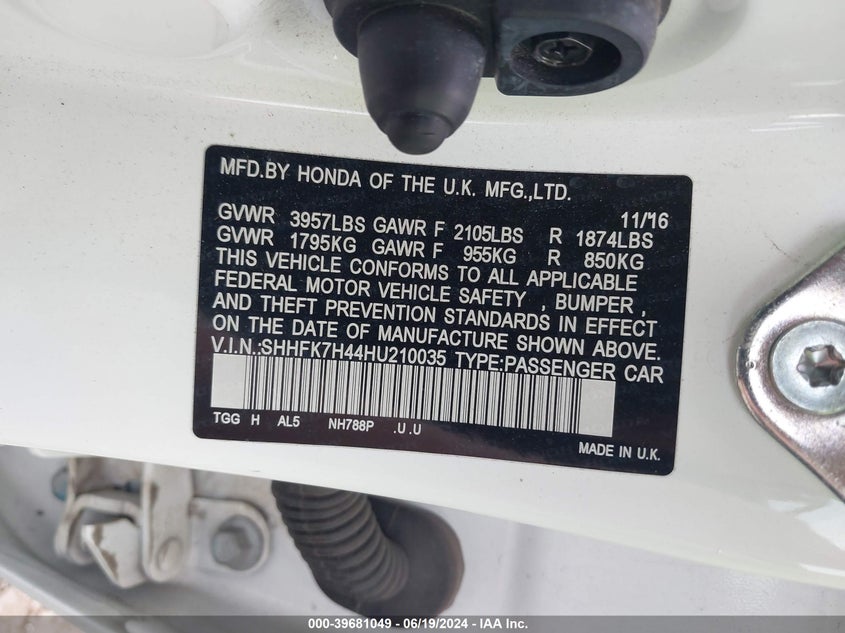 MFD.BY HONDA OF THE U.K. MFG.,LTD.
11/'16
GVWR 3957LBS GAWR F 2105LBS R 1874LBS
GVWR 1795KG GAWR F 955KG R 850KG
THIS VEHICLE CONFORMS TO ALL APPLICABLE
FEDERAL MOTOR VEHICLE SAFETY , BUMPER ,
AND THEFT PREVENTION STANDARDS IN EFFECT
ON THE DATE OF MANUFACTURE SHOWN ABOVE.
V.I.N.:SHHFK7H44HU210035 TYPE:PASSENGER CAR
TGG H AL5 NH788P .U.U
MADE IN U.K.
000-39681049 - 06/19/2024 - IAA Inc.